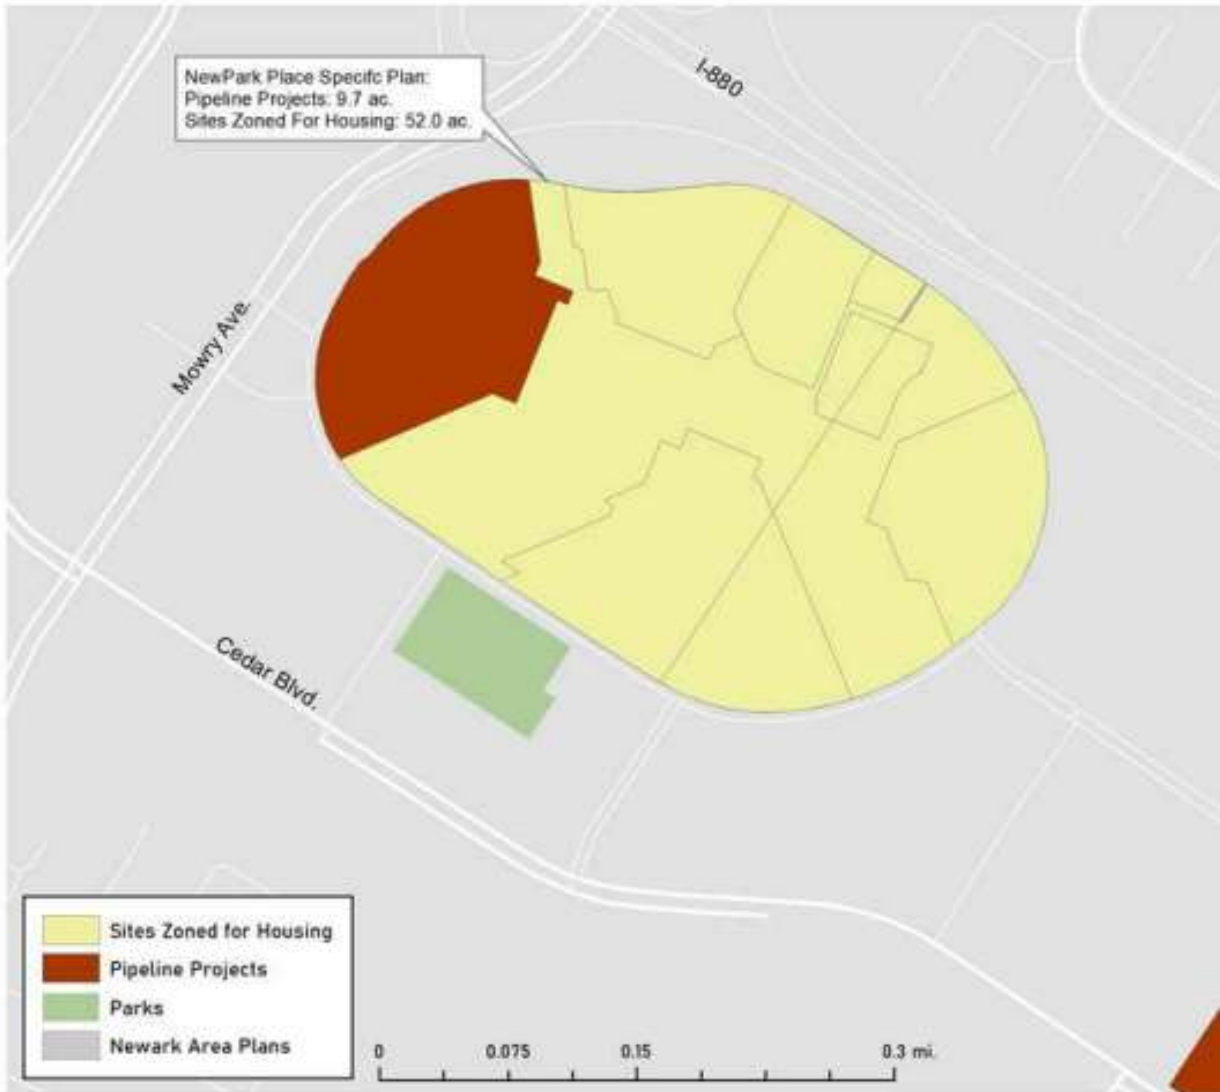 NewPark Place Specifc Plan:
Pipeline Projects: 9.7 ac.
Sites Zoned For Housing: 52.0 ac.
I-880
Mowry Ave.
Cedar Blvd.
Sites Zoned for Housing
Pipeline Projects
Parks
Newark Area Plans
0 0.075 0.15 0.3 mi.